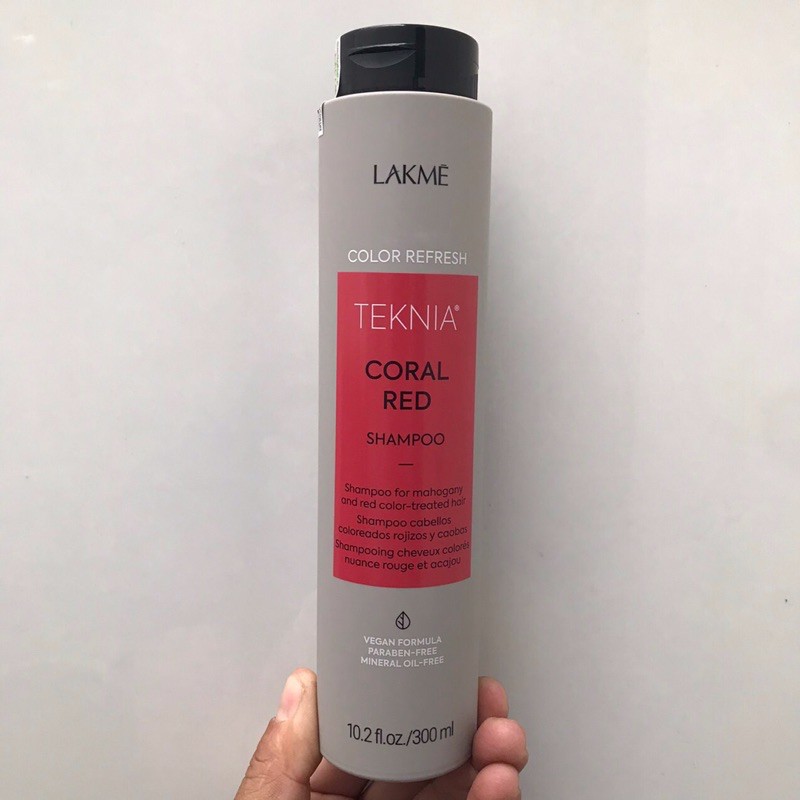 LAKMĒ
COLOR REFRESH
TEKNIA®
CORAL
RED
SHAMPOO
Shampoo for mahogany
and red color-treated hair
Shampoo cabellos
coloreados rojizos y caobas
Shampooing cheveux colorés
nuance rouge et acajou
VEGAN FORMULA
PARABEN-FREE
MINERAL OIL-FREE
10.2 fl.oz./300 ml